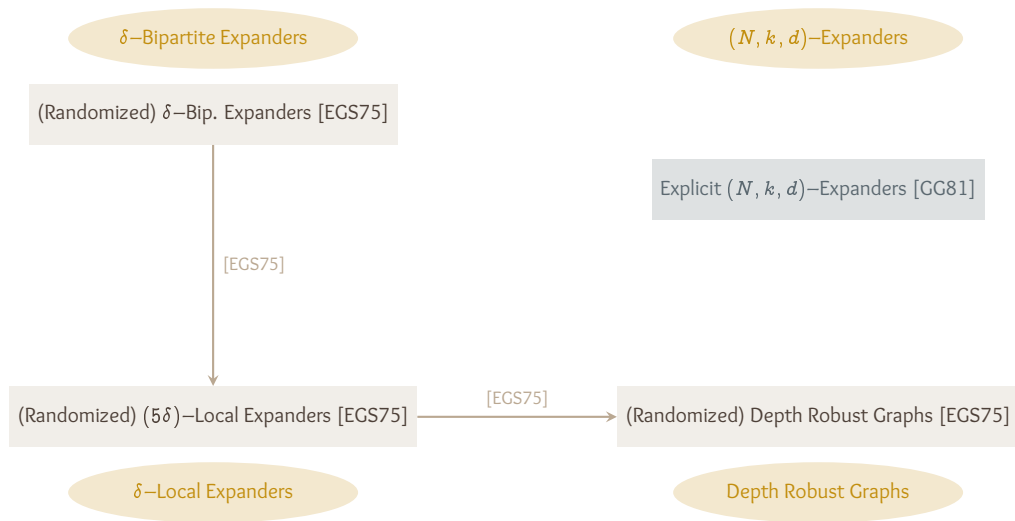 δ–Bipartite Expanders
(N, k, d)–Expanders
(Randomized) δ–Bip. Expanders [EGS75]
Explicit (N, k, d)–Expanders [GG81]
[EGS75]
(Randomized) (5δ)–Local Expanders [EGS75]
[EGS75]
(Randomized) Depth Robust Graphs [EGS75]
δ–Local Expanders
Depth Robust Graphs